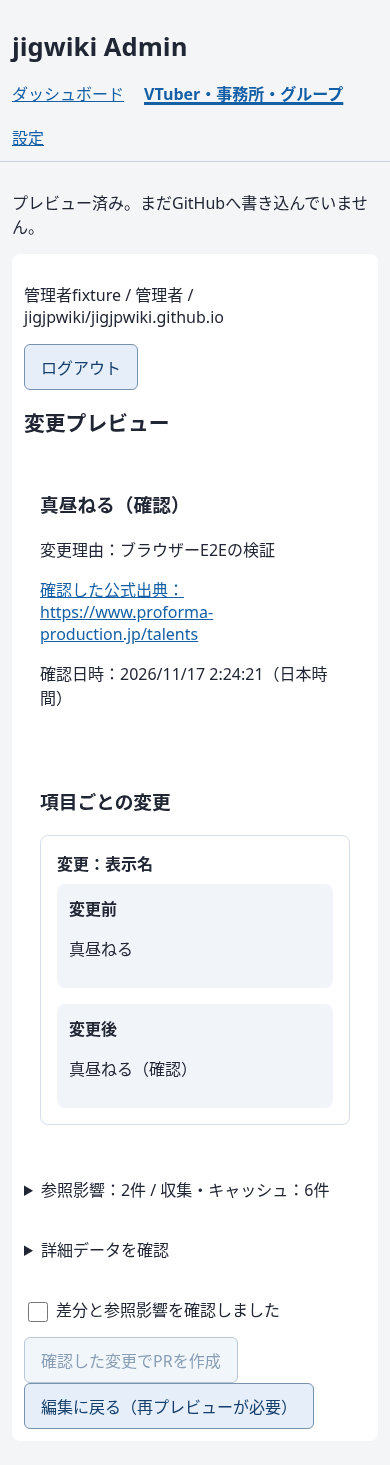 jigwiki Admin
ダッシュボード
VTuber・事務所・グループ
設定
プレビュー済み。まだGitHubへ書き込んでいませ
ん。
管理者fixture / 管理者 /
jigjpwiki/jigjpwiki.github.io
ログアウト
変更プレビュー
真昼ねる（確認）
変更理由：ブラウザーE2Eの検証
確認した公式出典：
https://www.proforma-
production.jp/talents
確認日時：2026/11/17 2:24:21（日本時
間）
項目ごとの変更
変更：表示名
変更前
真昼ねる
変更後
真昼ねる（確認）
参照影響：2件 / 収集・キャッシュ：6件
詳細データを確認
差分と参照影響を確認しました
確認した変更でPRを作成
編集に戻る（再プレビューが必要）